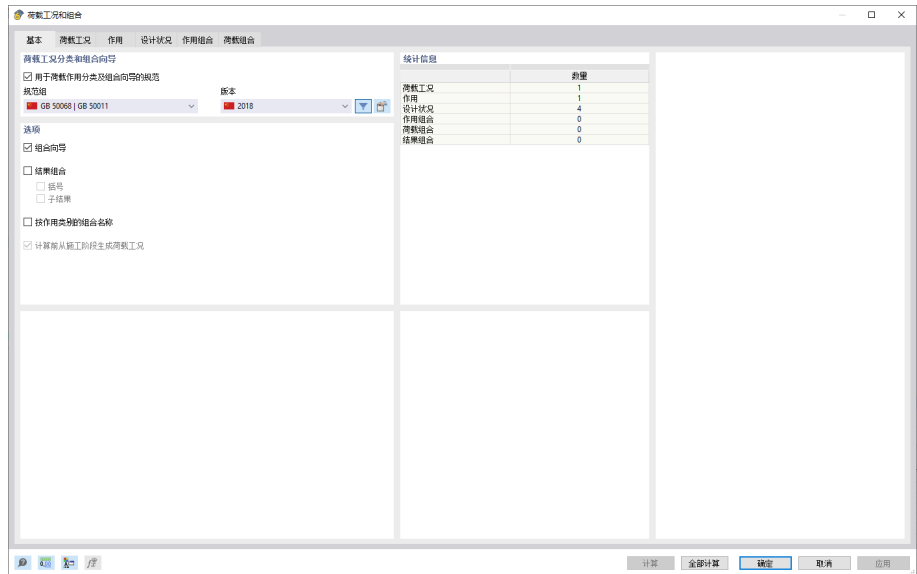 荷载工况和组合
基本 荷载工况 作用 设计状况 作用组合 荷载组合
荷载工况分类和组合向导
用于荷载作用分类及组合向导的规范
规范组 版本
GB 50068 | GB 50011 2018
选项
组合向导
结果组合
括号
子结果
按作用类别的组合名称
计算前从施工阶段生成荷载工况
统计信息
数量
荷载工况 1
作用 1
设计状况 4
作用组合 0
荷载组合 0
结果组合 0
计算 全部计算 确定 取消 应用